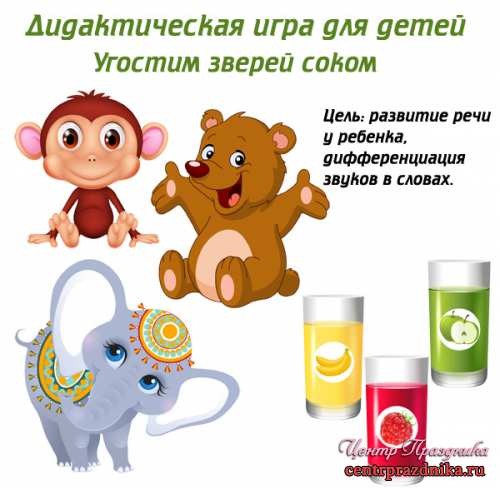 Дидактическая игра для детей
Угостим зверей соком
Цель: развитие речи
у ребенка,
дифференциация
звуков в словах.
Центр Праздника
centrprazdnika.ru